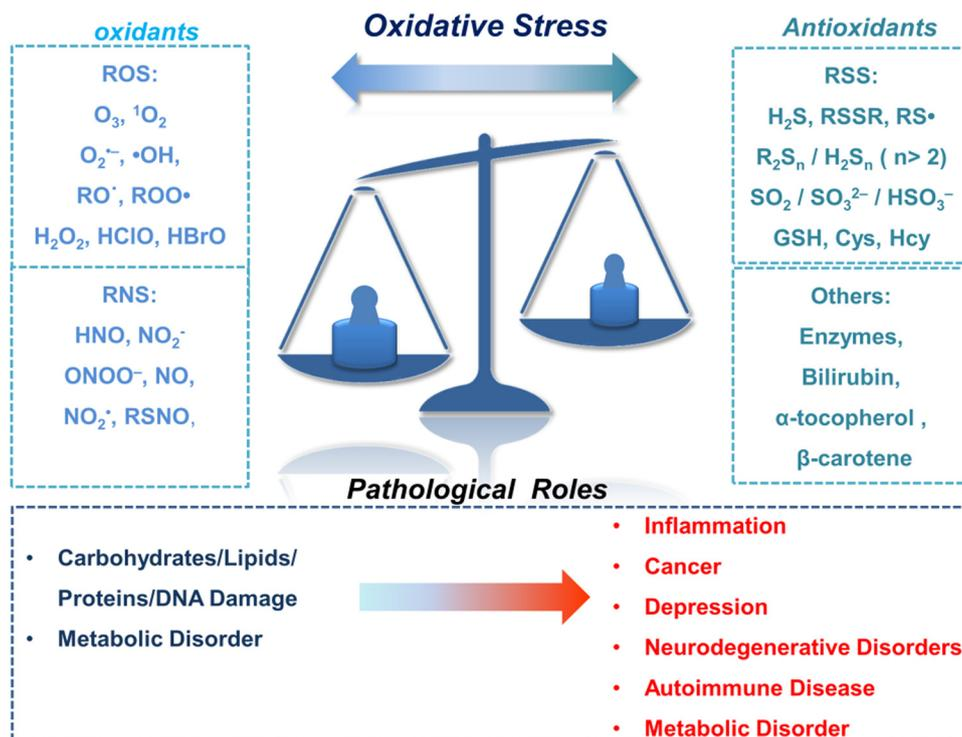 oxidants
ROS:
O₃, ¹O₂
O₂•–, •OH,
RO•, ROO•
H₂O₂, HClO, HBrO
RNS:
HNO, NO₂-
ONOO–, NO,
NO₂•, RSNO,
Oxidative Stress
Antioxidants
RSS:
H₂S, RSSR, RS•
R₂Sₙ / H₂Sₙ ( n> 2)
SO₂ / SO₃²⁻ / HSO₃⁻
GSH, Cys, Hcy
Others:
Enzymes,
Bilirubin,
α-tocopherol ,
β-carotene
Pathological Roles
• Carbohydrates/Lipids/
Proteins/DNA Damage
• Metabolic Disorder
• Inflammation
• Cancer
• Depression
• Neurodegenerative Disorders
• Autoimmune Disease
• Metabolic Disorder